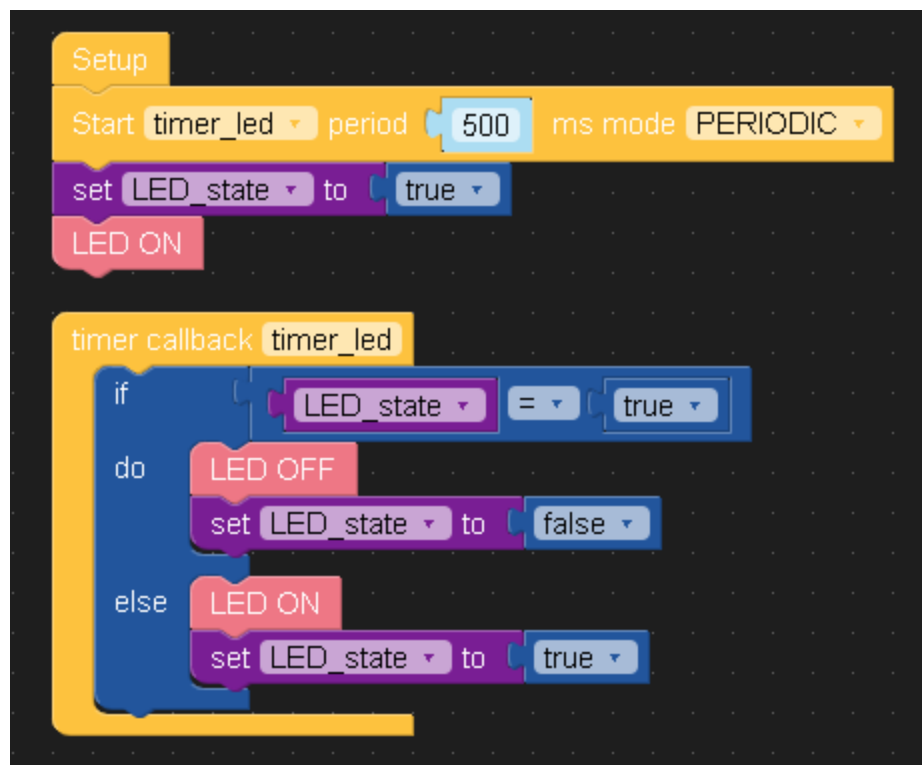 Setup
Start timer_led period 500 ms mode PERIODIC
set LED_state to true
LED ON
timer callback timer_led
if LED_state = true
do LED OFF
set LED_state to false
else LED ON
set LED_state to true